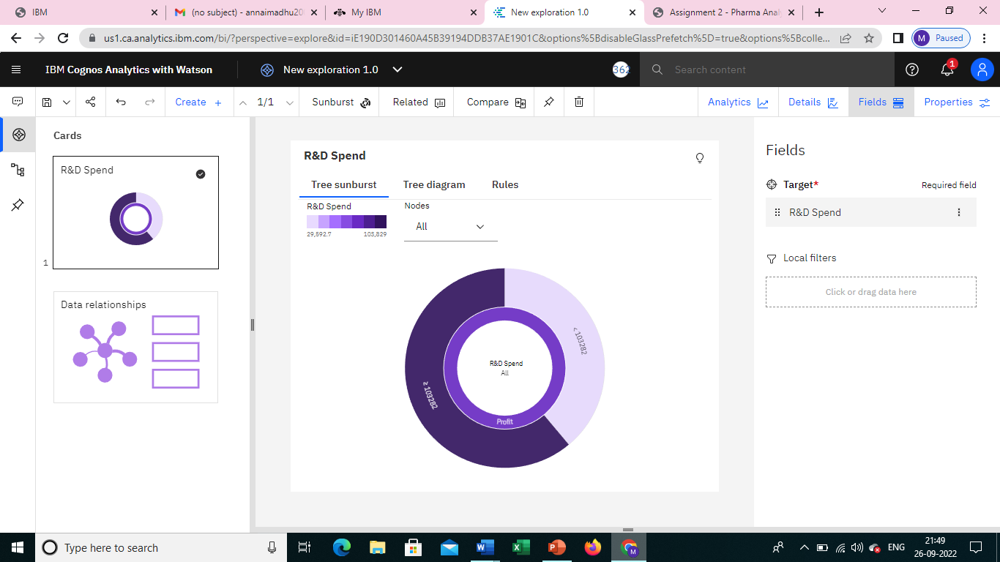 IBM
(no subject) - annaimadhu20
My IBM
New exploration 1.0
Assignment 2 - Pharma Anal
us1.ca.analytics.ibm.com/bi/?perspective=explore&id=iE190D301460A45B39194DDB37AE1901C&options%5BdisableGlassPrefetch%5D=true&options%5Bcolle...
M Paused
IBM Cognos Analytics with Watson
New exploration 1.0
362
Search content
1
Create +
1/1
Sunburst
Related
Compare
Analytics
Details
Fields
Properties
Cards
R&D Spend
1
Data relationships
R&D Spend
Tree sunburst
Tree diagram
Rules
R&D Spend
29,592.7
103,829
Nodes
All
< 103282
≥ 103282
R&D Spend
All
Profit
Fields
Target*
Required field
R&D Spend
Local filters
Click or drag data here
Type here to search
M
ENG
21:49
26-09-2022